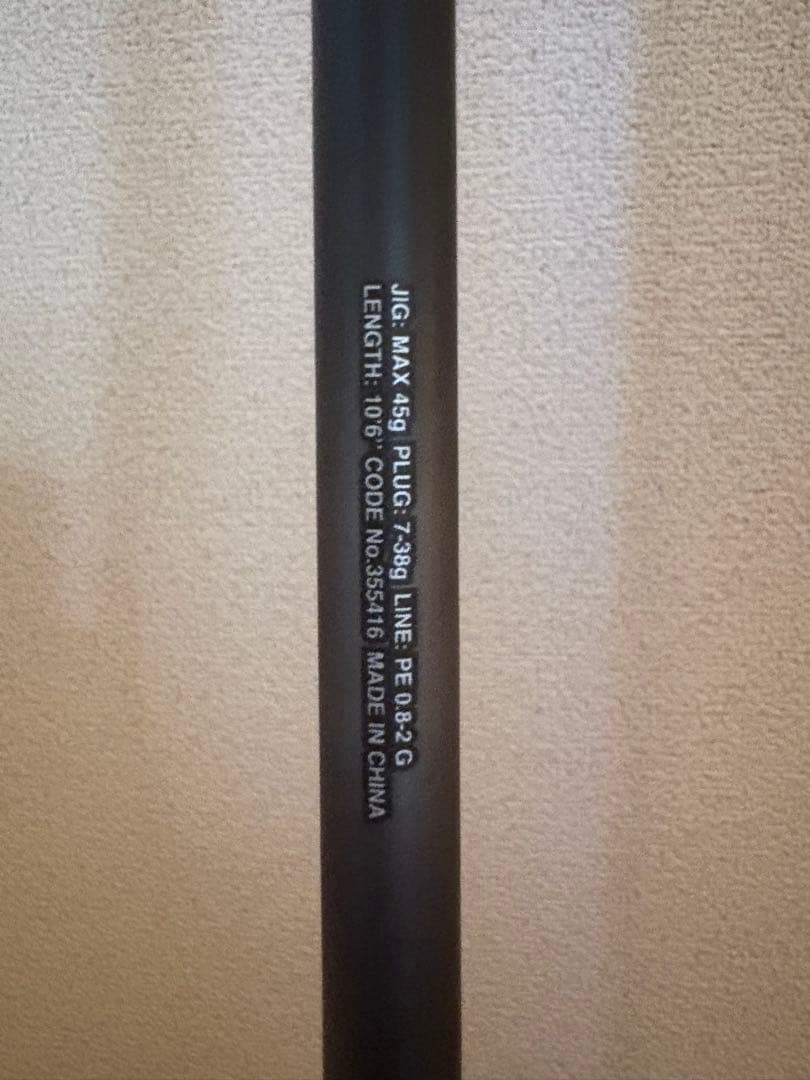 JIG: MAX 45g | PLUG: 7-38g | LINE: PE 0.8-2 G
LENGTH: 10'6" CODE No.355416 | MADE IN CHINA